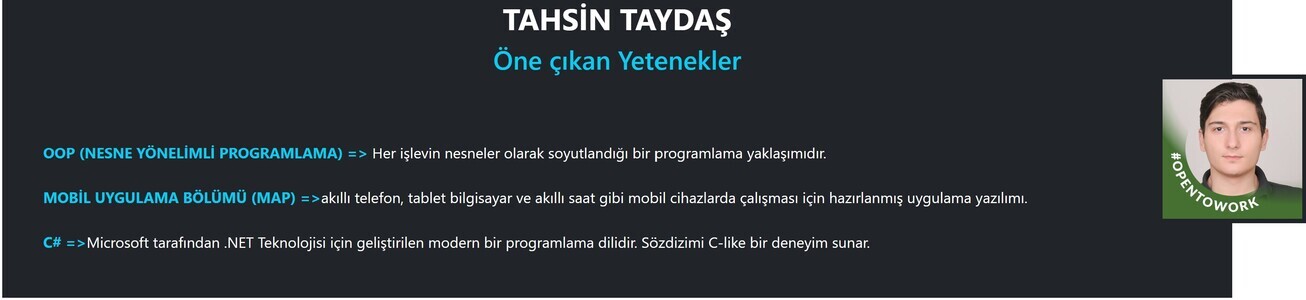 TAHSİN TAYDAŞ
Öne çıkan Yetenekler
OOP (NESNE YÖNELİMLİ PROGRAMLAMA) => Her işlevin nesneler olarak soyutlandığı bir programlama yaklaşımıdır.
MOBİL UYGULAMA BÖLÜMÜ (MAP) =>akıllı telefon, tablet bilgisayar ve akıllı saat gibi mobil cihazlarda çalışması için hazırlanmış uygulama yazılımı.
C# =>Microsoft tarafından .NET Teknolojisi için geliştirilen modern bir programlama dilidir. Sözdizimi C-like bir deneyim sunar.
#OPENTOWORK